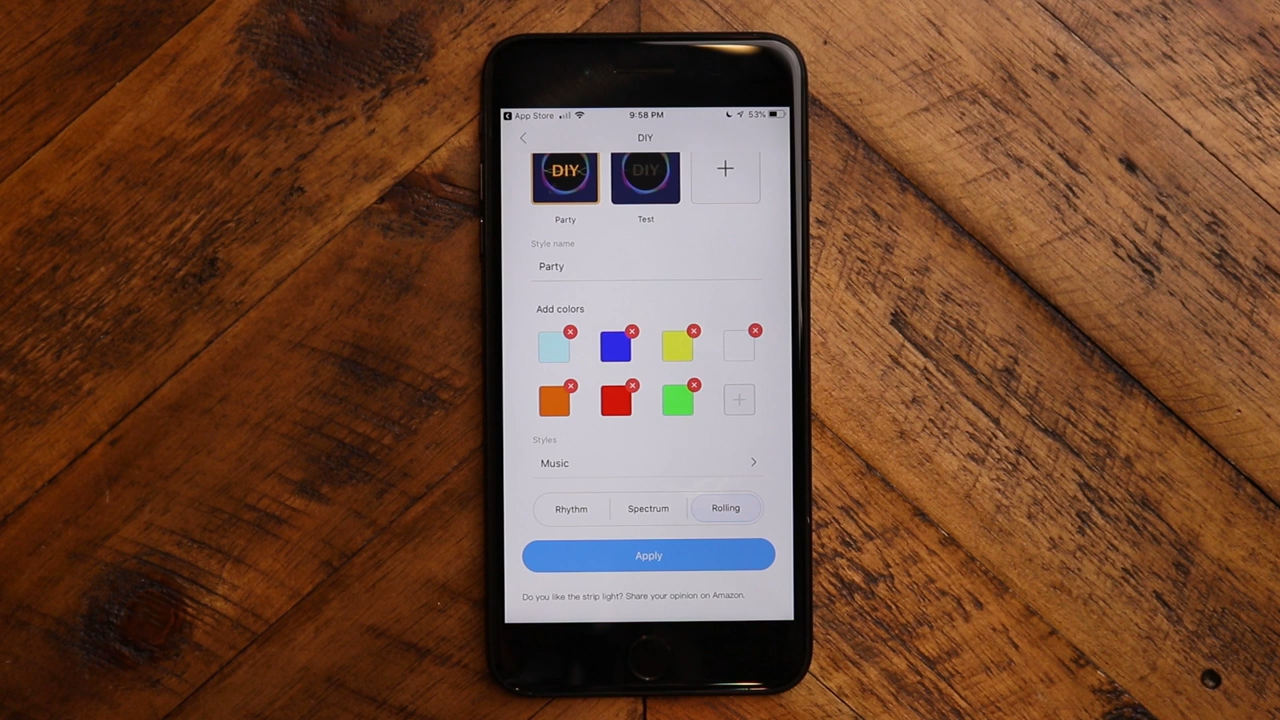 App Store 9:58 PM 53%
DIY
DIY DIY
Party Test
Style name
Party
Add colors
Styles
Music
Rhythm Spectrum Rolling
Apply
Do you like the strip light? Share your opinion on Amazon.